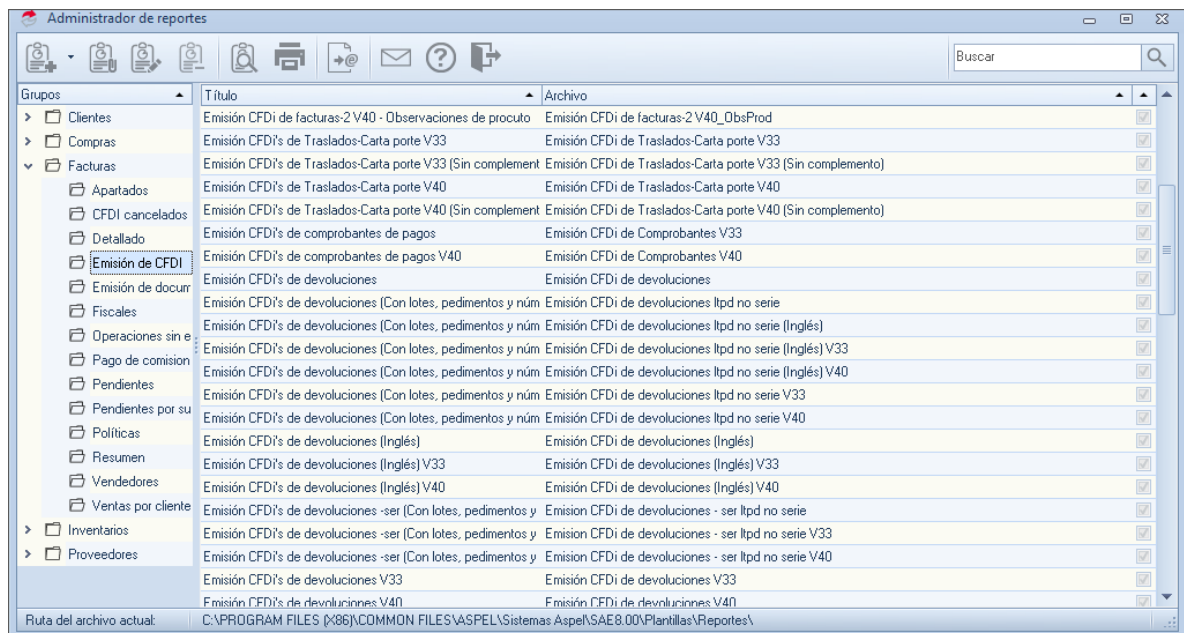 Administrador de reportes
Buscar
Grupos
Título Archivo
Clientes
Compras
Facturas
Apartados
CFDI cancelados
Detallado
Emisión de CFDI
Emisión de docum
Fiscales
Operaciones sin e
Pago de comision
Pendientes
Pendientes por su
Políticas
Resumen
Vendedores
Ventas por cliente
Inventarios
Proveedores
Emisión CFDi de facturas-2 V40 - Observaciones de procuto Emisión CFDi de facturas-2 V40_ObsProd
Emisión CFDi's de Traslados-Carta porte V33 Emisión CFDi de Traslados-Carta porte V33
Emisión CFDi's de Traslados-Carta porte V33 (Sin complement Emisión CFDi de Traslados-Carta porte V33 (Sin complemento)
Emisión CFDi's de Traslados-Carta porte V40 Emisión CFDi de Traslados-Carta porte V40
Emisión CFDi's de Traslados-Carta porte V40 (Sin complement Emisión CFDi de Traslados-Carta porte V40 (Sin complemento)
Emisión CFDi's de comprobantes de pagos Emisión CFDi de Comprobantes V33
Emisión CFDi's de comprobantes de pagos V40 Emisión CFDi de Comprobantes V40
Emisión CFDi's de devoluciones Emisión CFDi de devoluciones
Emisión CFDi's de devoluciones (Con lotes, pedimentos y núm Emisión CFDi de devoluciones ltpd no serie
Emisión CFDi's de devoluciones (Con lotes, pedimentos y núm Emisión CFDi de devoluciones ltpd no serie (Inglés)
Emisión CFDi's de devoluciones (Con lotes, pedimentos y núm Emisión CFDi de devoluciones ltpd no serie (Inglés) V33
Emisión CFDi's de devoluciones (Con lotes, pedimentos y núm Emisión CFDi de devoluciones ltpd no serie (Inglés) V40
Emisión CFDi's de devoluciones (Con lotes, pedimentos y núm Emisión CFDi de devoluciones ltpd no serie V33
Emisión CFDi's de devoluciones (Con lotes, pedimentos y núm Emisión CFDi de devoluciones ltpd no serie V40
Emisión CFDi's de devoluciones (Inglés) Emisión CFDi de devoluciones (Inglés)
Emisión CFDi's de devoluciones (Inglés) V33 Emisión CFDi de devoluciones (Inglés) V33
Emisión CFDi's de devoluciones (Inglés) V40 Emisión CFDi de devoluciones (Inglés) V40
Emisión CFDi's de devoluciones -ser (Con lotes, pedimentos y Emision CFDi de devoluciones - ser ltpd no serie
Emisión CFDi's de devoluciones -ser (Con lotes, pedimentos y Emision CFDi de devoluciones - ser ltpd no serie V33
Emisión CFDi's de devoluciones -ser (Con lotes, pedimentos y Emision CFDi de devoluciones - ser ltpd no serie V40
Emisión CFDi's de devoluciones V33 Emisión CFDi de devoluciones V33
Emisión CFDi's de devoluciones V40 Emisión CFDi de devoluciones V40
Ruta del archivo actual: C:\PROGRAM FILES (X86)\COMMON FILES\ASPEL\Sistemas Aspel\SAE8.00\Plantillas\Reportes\